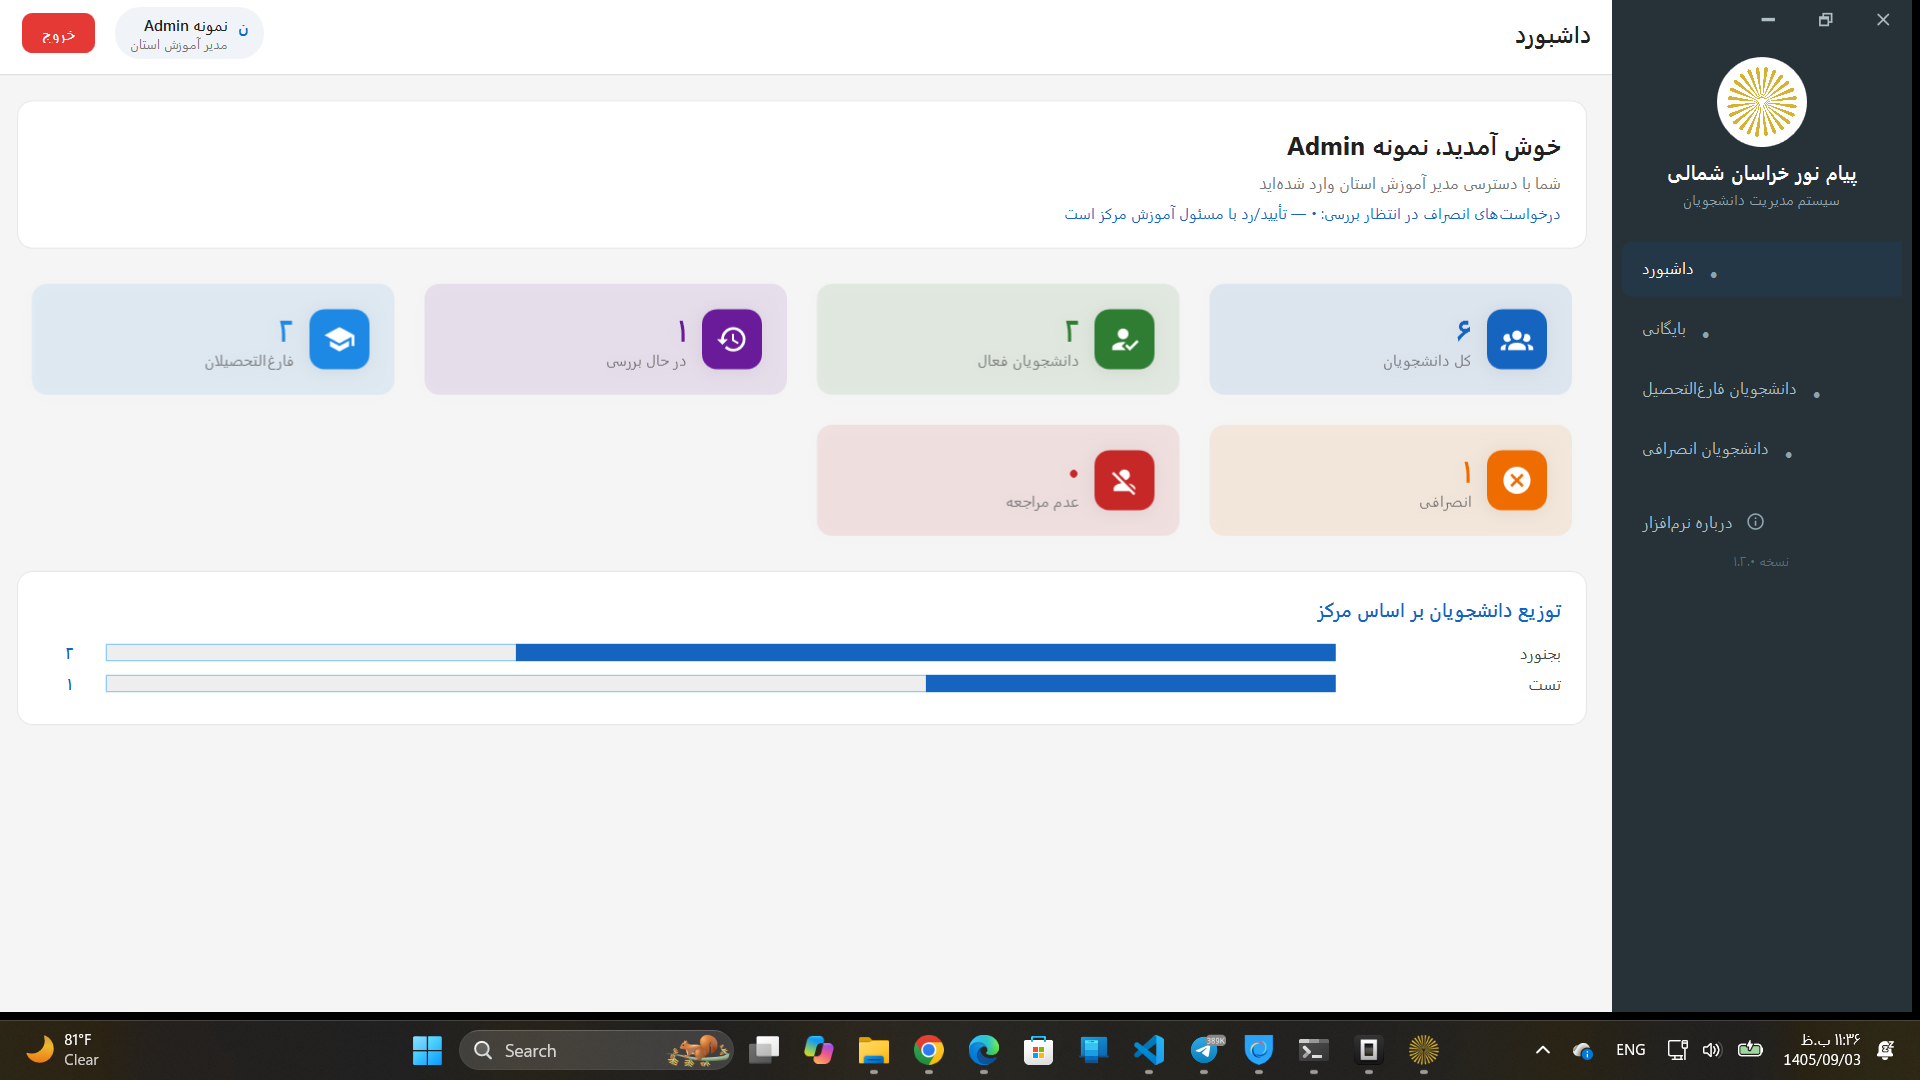 داشبورد
ن
نمونه Admin
مدیر آموزش استان
خروج
پیام نور خراسان شمالی
سیستم مدیریت دانشجویان
داشبورد
بایگانی
دانشجویان فارغ‌التحصیل
دانشجویان انصرافی
درباره نرم‌افزار
نسخه ۱.۲.۰
خوش آمدید، نمونه Admin
شما با دسترسی مدیر آموزش استان وارد شده‌اید
درخواست‌های انصراف در انتظار بررسی: ۰ — تأیید/رد با مسئول آموزش مرکز است
۶
کل دانشجویان
۲
دانشجویان فعال
۱
در حال بررسی
۲
فارغ‌التحصیلان
۱
انصرافی
۰
عدم مراجعه
توزیع دانشجویان بر اساس مرکز
بجنورد ۲
تست ۱
81°F
Clear
Search
389K
ENG
۱۱:۳۶ ب.ظ
1405/09/03